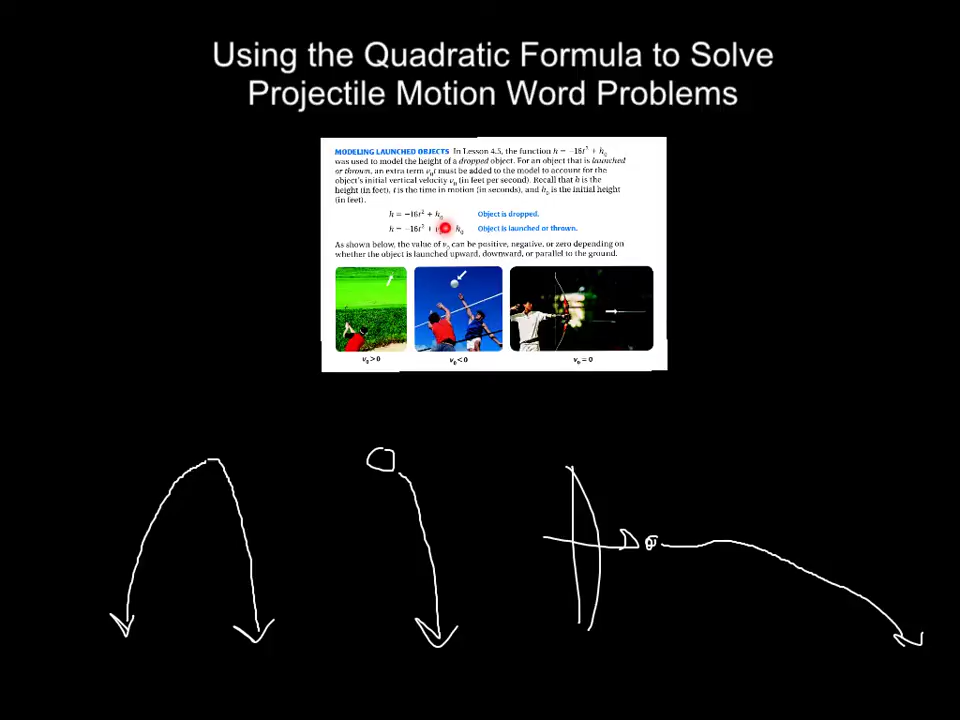 Using the Quadratic Formula to Solve
Projectile Motion Word Problems
MODELING LAUNCHED OBJECTS In Lesson 4.5, the function h = −16t² + h₀
was used to model the height of a dropped object. For an object that is launched
or thrown, an extra term v₀t must be added to the model to account for the
object's initial vertical velocity v₀ (in feet per second). Recall that h is the
height (in feet), t is the time in motion (in seconds), and h₀ is the initial height
(in feet).
h = −16t² + h₀ Object is dropped.
h = −16t² + h₀ Object is launched or thrown.
As shown below, the value of v₀ can be positive, negative, or zero depending on
whether the object is launched upward, downward, or parallel to the ground.
v₀ > 0 v₀ < 0 v₀ = 0